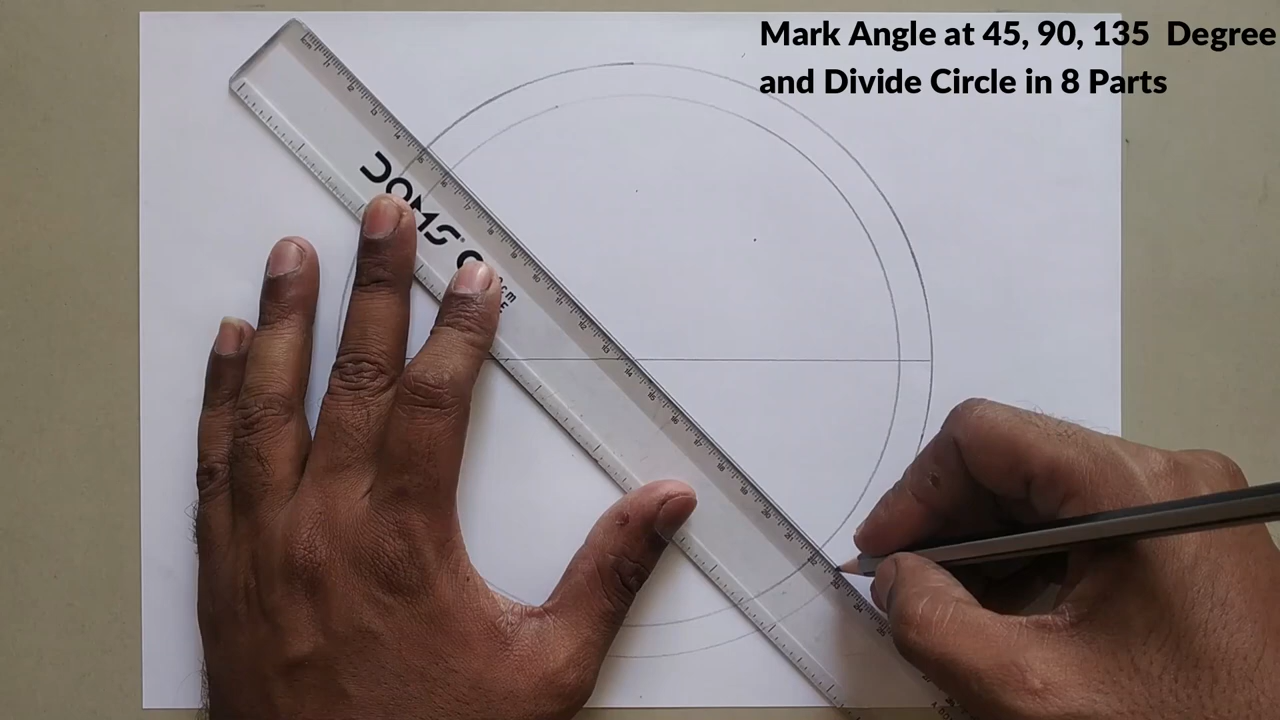 Mark Angle at 45, 90, 135 Degree
and Divide Circle in 8 Parts
DOMS